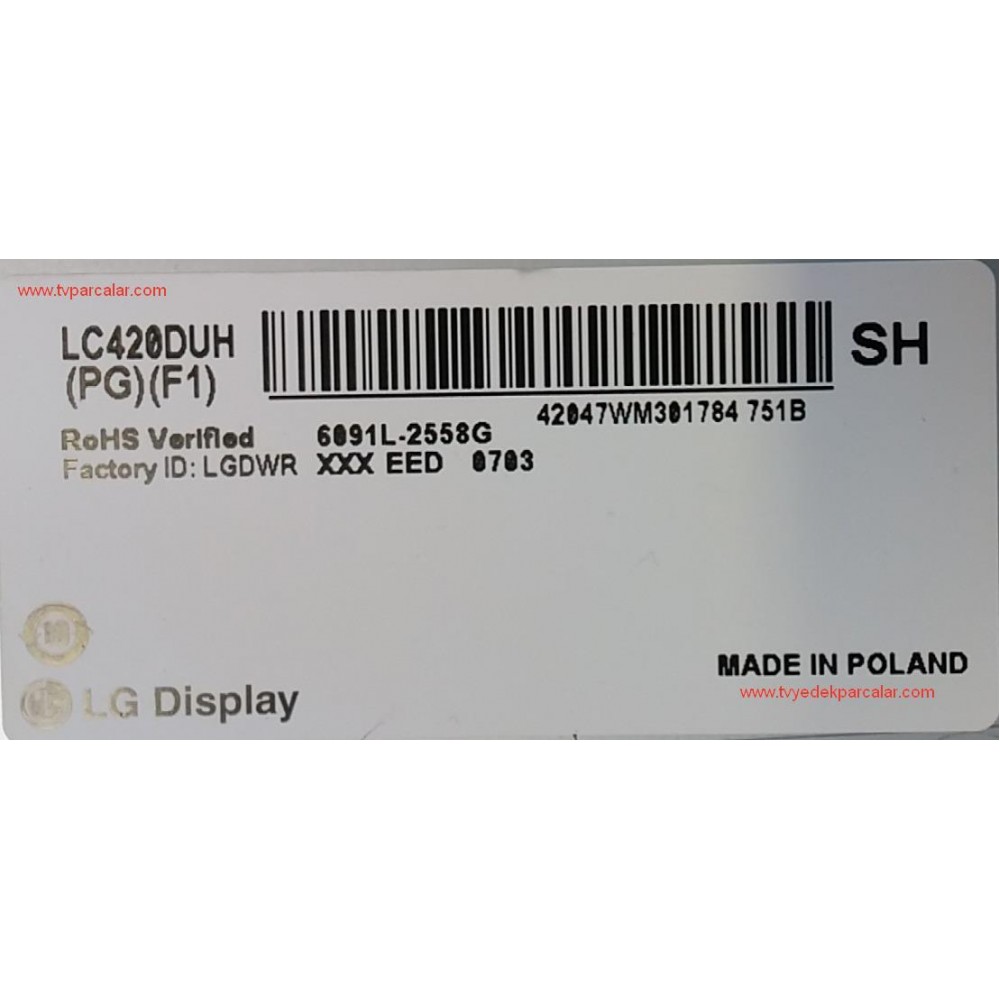 www.tvparcalar.com
LC420DUH
(PG)(F1)
SH
42047WM301784 751B
RoHS Verified 6091L-2558G
Factory ID: LGDWR XXX EED 0703
MADE IN POLAND
www.tvyedekparcalar.com
LG Display